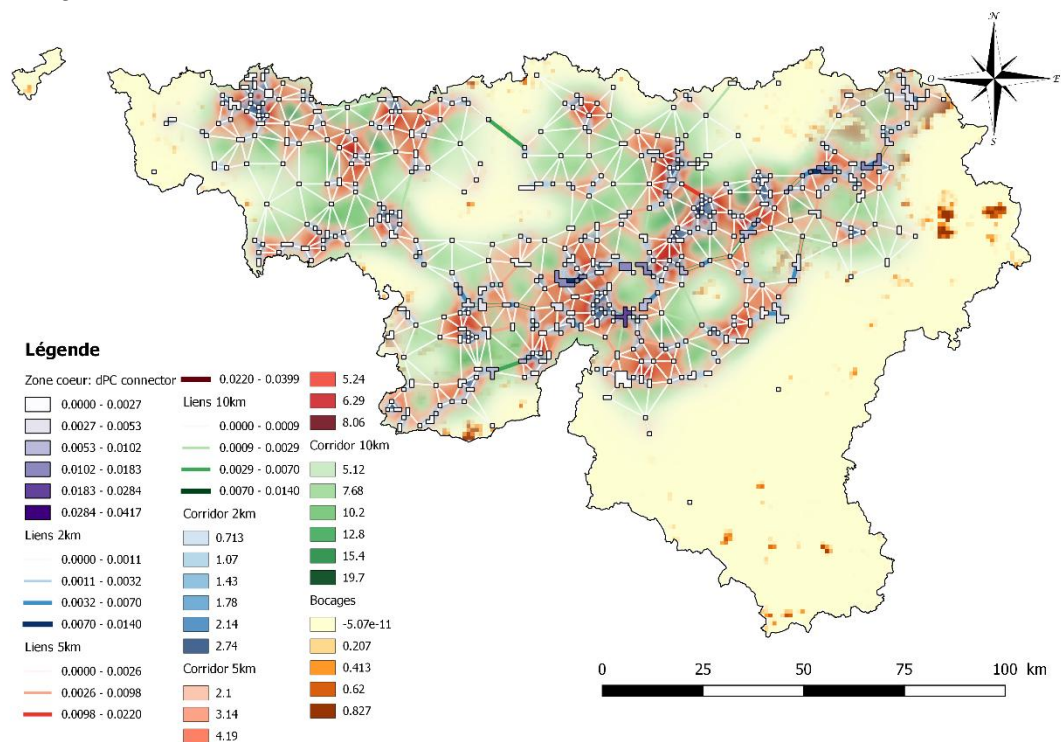 N
O
E
S
Légende
Zone coeur: dPC connector
0.0000 - 0.0027
0.0027 - 0.0053
0.0053 - 0.0102
0.0102 - 0.0183
0.0183 - 0.0284
0.0284 - 0.0417
Liens 2km
0.0000 - 0.0011
0.0011 - 0.0032
0.0032 - 0.0070
0.0070 - 0.0140
Liens 5km
0.0000 - 0.0026
0.0026 - 0.0098
0.0098 - 0.0220
0.0220 - 0.0399
Liens 10km
0.0000 - 0.0009
0.0009 - 0.0029
0.0029 - 0.0070
0.0070 - 0.0140
Corridor 2km
0.713
1.07
1.43
1.78
2.14
2.74
Corridor 5km
2.1
3.14
4.19
5.24
6.29
8.06
Corridor 10km
5.12
7.68
10.2
12.8
15.4
19.7
Bocages
-5.07e-11
0.207
0.413
0.62
0.827
0 25 50 75 100 km